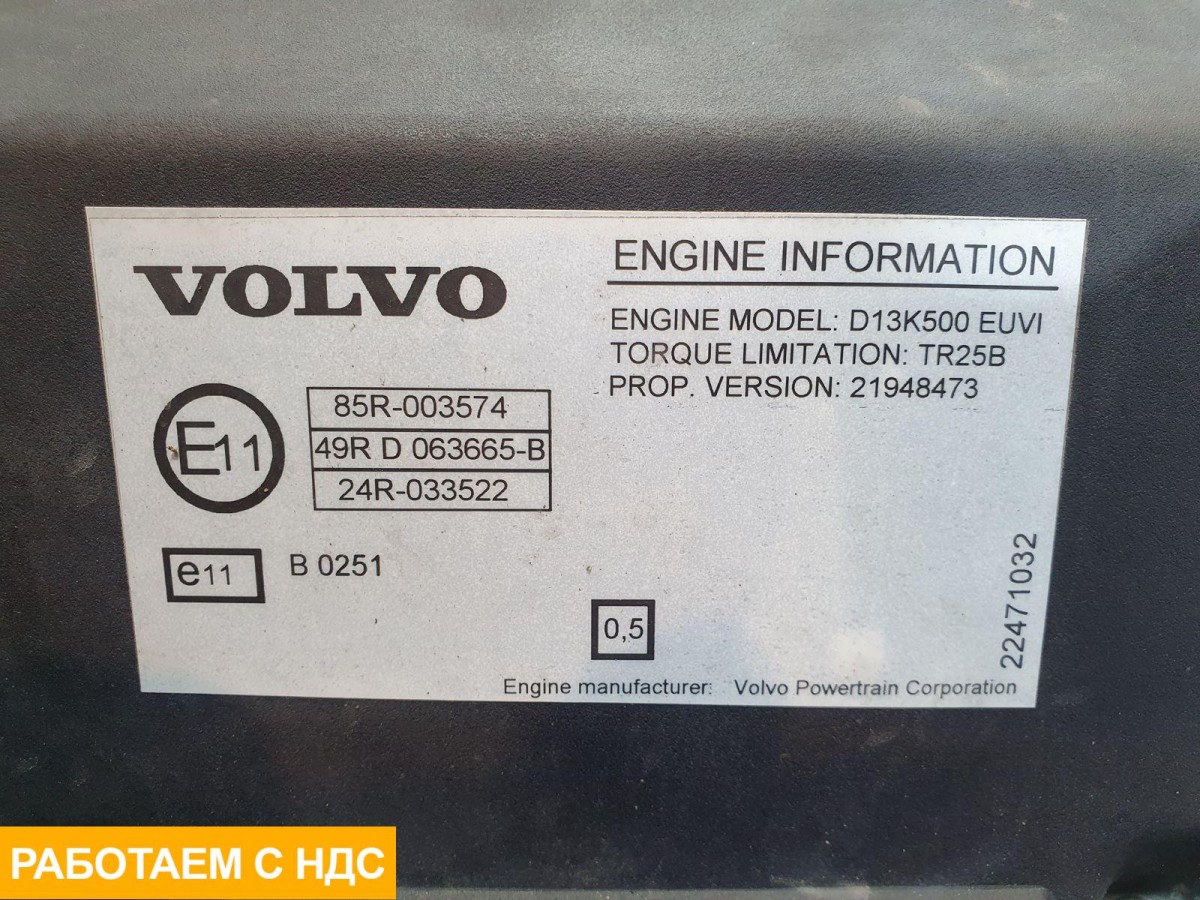 VOLVO
ENGINE INFORMATION
ENGINE MODEL: D13K500 EUVI
TORQUE LIMITATION: TR25B
PROP. VERSION: 21948473
E11
85R-003574
49R D 063665-B
24R-033522
e11
B 0251
0,5
22471032
Engine manufacturer: Volvo Powertrain Corporation
РАБОТАЕМ С НДС